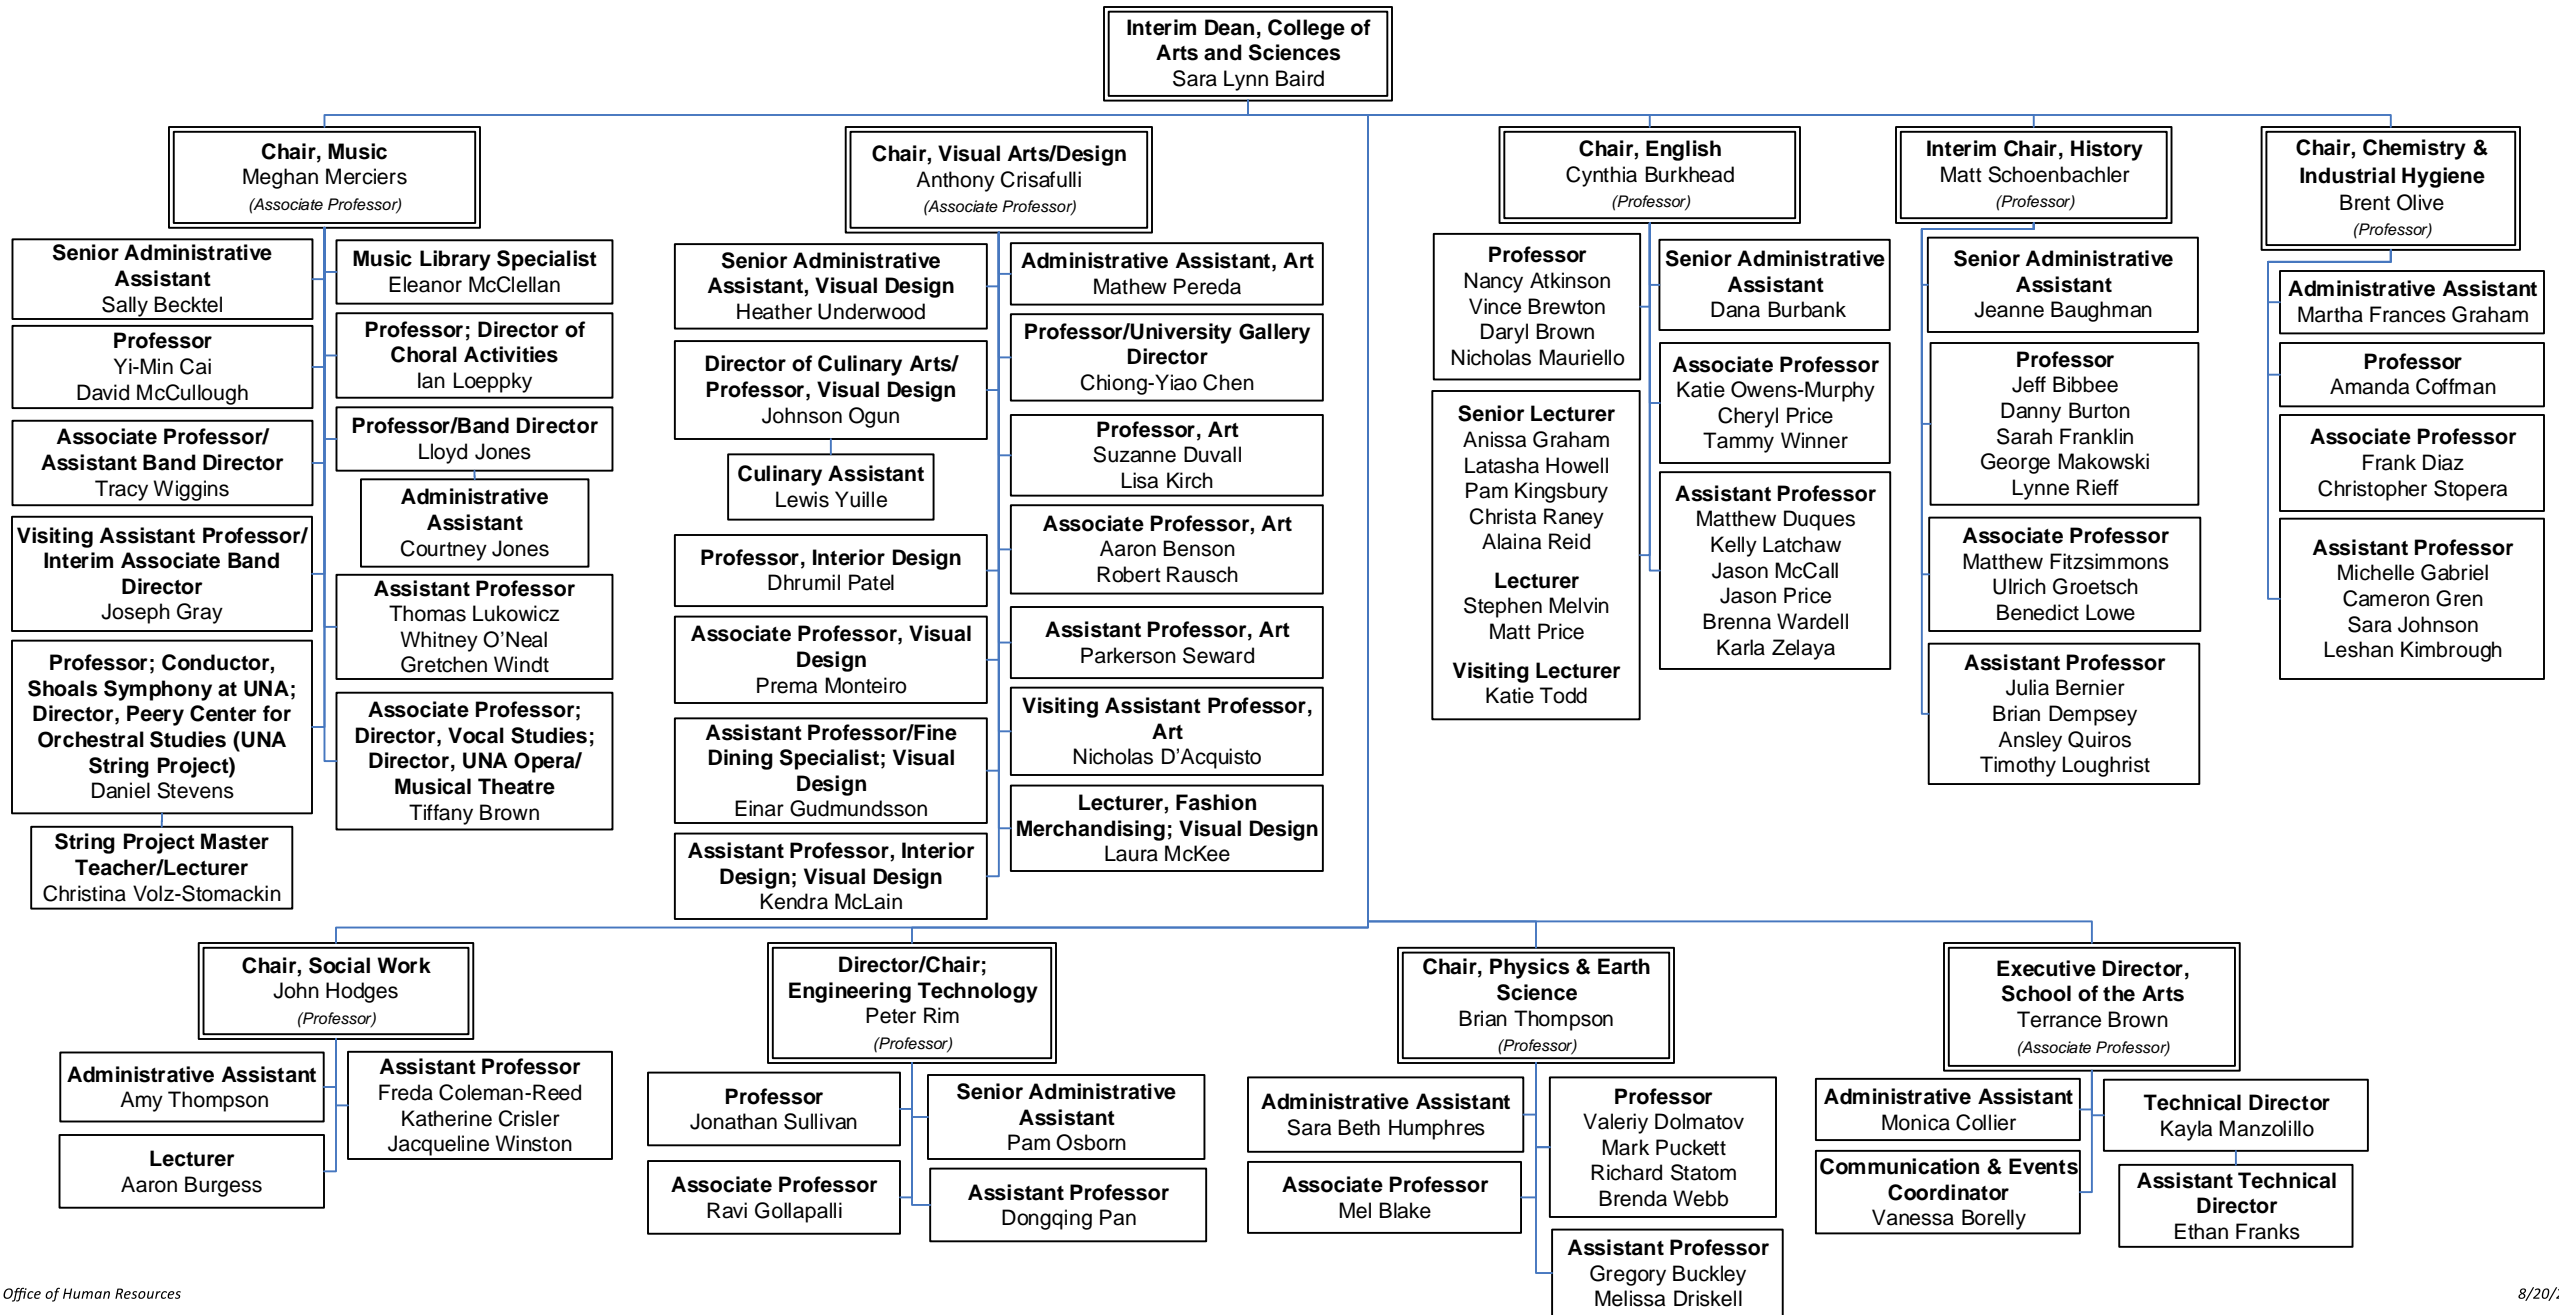 Interim Dean, College of
Arts and Sciences
Sara Lynn Baird
Chair, Music
Meghan Merciers
(Associate Professor)
Senior Administrative
Assistant
Sally Becktel
Professor
Yi-Min Cai
David McCullough
Associate Professor/
Assistant Band Director
Tracy Wiggins
Visiting Assistant Professor/
Interim Associate Band
Director
Joseph Gray
Professor; Conductor,
Shoals Symphony at UNA;
Director, Peery Center for
Orchestral Studies (UNA
String Project)
Daniel Stevens
String Project Master
Teacher/Lecturer
Christina Volz-Stomackin
Music Library Specialist
Eleanor McClellan
Professor; Director of
Choral Activities
Ian Loeppky
Professor/Band Director
Lloyd Jones
Administrative
Assistant
Courtney Jones
Assistant Professor
Thomas Lukowicz
Whitney O’Neal
Gretchen Windt
Associate Professor;
Director, Vocal Studies;
Director, UNA Opera/
Musical Theatre
Tiffany Brown
Chair, Visual Arts/Design
Anthony Crisafulli
(Associate Professor)
Senior Administrative
Assistant, Visual Design
Heather Underwood
Director of Culinary Arts/
Professor, Visual Design
Johnson Ogun
Culinary Assistant
Lewis Yuille
Professor, Interior Design
Dhrumil Patel
Associate Professor, Visual
Design
Prema Monteiro
Assistant Professor/Fine
Dining Specialist; Visual
Design
Einar Gudmundsson
Assistant Professor, Interior
Design; Visual Design
Kendra McLain
Administrative Assistant, Art
Mathew Pereda
Professor/University Gallery
Director
Chiong-Yiao Chen
Professor, Art
Suzanne Duvall
Lisa Kirch
Associate Professor, Art
Aaron Benson
Robert Rausch
Assistant Professor, Art
Parkerson Seward
Visiting Assistant Professor,
Art
Nicholas D’Acquisto
Lecturer, Fashion
Merchandising; Visual Design
Laura McKee
Chair, English
Cynthia Burkhead
(Professor)
Professor
Nancy Atkinson
Vince Brewton
Daryl Brown
Nicholas Mauriello
Senior Lecturer
Anissa Graham
Latasha Howell
Pam Kingsbury
Christa Raney
Alaina Reid
Lecturer
Stephen Melvin
Matt Price
Visiting Lecturer
Katie Todd
Senior Administrative
Assistant
Dana Burbank
Associate Professor
Katie Owens-Murphy
Cheryl Price
Tammy Winner
Assistant Professor
Matthew Duques
Kelly Latchaw
Jason McCall
Jason Price
Brenna Wardell
Karla Zelaya
Interim Chair, History
Matt Schoenbachler
(Professor)
Senior Administrative
Assistant
Jeanne Baughman
Professor
Jeff Bibbee
Danny Burton
Sarah Franklin
George Makowski
Lynne Rieff
Associate Professor
Matthew Fitzsimmons
Ulrich Groetsch
Benedict Lowe
Assistant Professor
Julia Bernier
Brian Dempsey
Ansley Quiros
Timothy Loughrist
Chair, Chemistry &
Industrial Hygiene
Brent Olive
(Professor)
Administrative Assistant
Martha Frances Graham
Professor
Amanda Coffman
Associate Professor
Frank Diaz
Christopher Stopera
Assistant Professor
Michelle Gabriel
Cameron Gren
Sara Johnson
Leshan Kimbrough
Chair, Social Work
John Hodges
(Professor)
Administrative Assistant
Amy Thompson
Lecturer
Aaron Burgess
Assistant Professor
Freda Coleman-Reed
Katherine Crisler
Jacqueline Winston
Director/Chair;
Engineering Technology
Peter Rim
(Professor)
Professor
Jonathan Sullivan
Associate Professor
Ravi Gollapalli
Senior Administrative
Assistant
Pam Osborn
Assistant Professor
Dongqing Pan
Chair, Physics & Earth
Science
Brian Thompson
(Professor)
Administrative Assistant
Sara Beth Humphres
Associate Professor
Mel Blake
Professor
Valeriy Dolmatov
Mark Puckett
Richard Statom
Brenda Webb
Assistant Professor
Gregory Buckley
Melissa Driskell
Executive Director,
School of the Arts
Terrance Brown
(Associate Professor)
Administrative Assistant
Monica Collier
Communication & Events
Coordinator
Vanessa Borelly
Technical Director
Kayla Manzolillo
Assistant Technical
Director
Ethan Franks
Office of Human Resources
8/20/